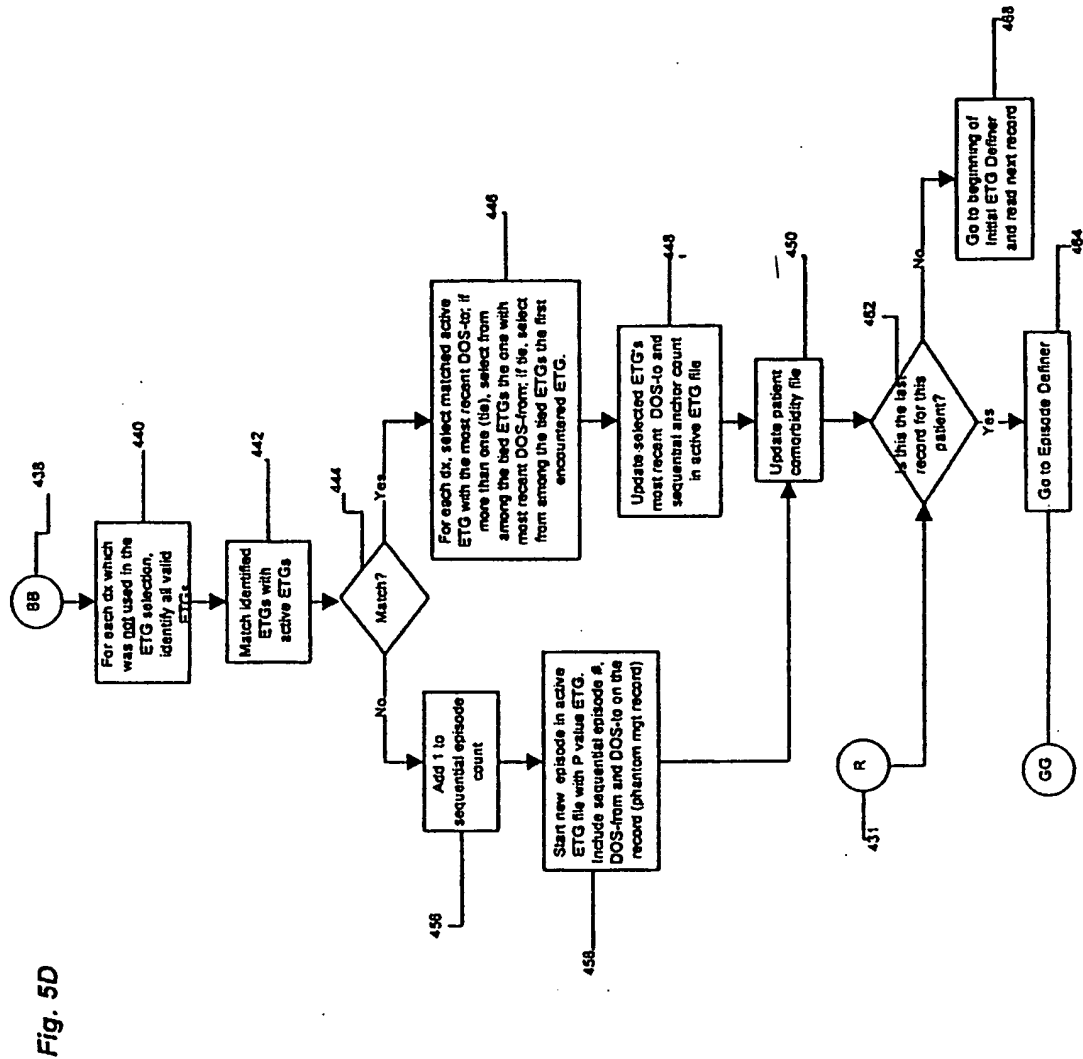 Fig. 5D
BB
438
For each dx which
was not used in the
ETG selection,
identify all valid
ETGs
440
Match identified
ETGs with
active ETGs
442
Match?
444
Yes
No
For each dx, select matched active
ETG with the most recent DOS-to; if
more than one (tie), select from
among the tied ETGs the one with
most recent DOS-from; if tie, select
from among the tied ETGs the first
encountered ETG.
446
Update selected ETG's
most recent DOS-to and
sequential anchor count
in active ETG file
448
Add 1 to
sequential episode
count
456
Start new episode in active
ETG file with P value ETG.
Include sequential episode #,
DOS-from and DOS-to on the
record (phantom mgt record)
458
Update patient
comorbidity file
450
R
431
Is this the last
record for this
patient?
462
No
Yes
Go to beginning of
Initial ETG Definer
and read next record
468
Go to Episode Definer
464
GG